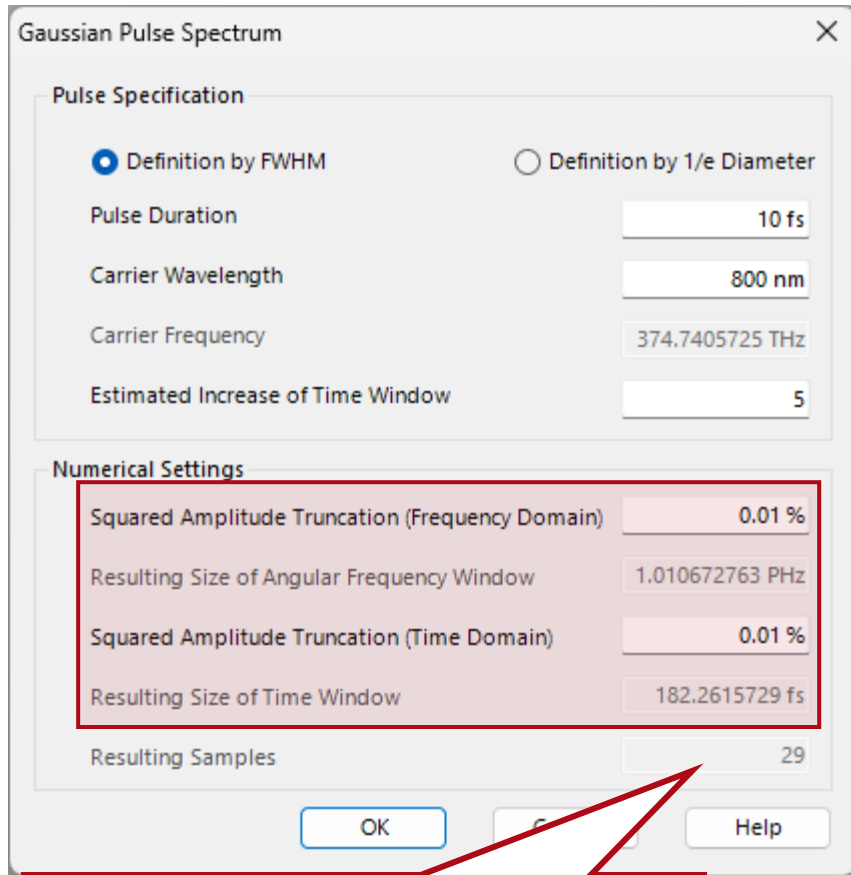 Gaussian Pulse Spectrum
Pulse Specification
Definition by FWHM Definition by 1/e Diameter
Pulse Duration 10 fs
Carrier Wavelength 800 nm
Carrier Frequency 374.7405725 THz
Estimated Increase of Time Window 5
Numerical Settings
Squared Amplitude Truncation (Frequency Domain) 0.01 %
Resulting Size of Angular Frequency Window 1.010672763 PHz
Squared Amplitude Truncation (Time Domain) 0.01 %
Resulting Size of Time Window 182.2615729 fs
Resulting Samples 29
OK Help